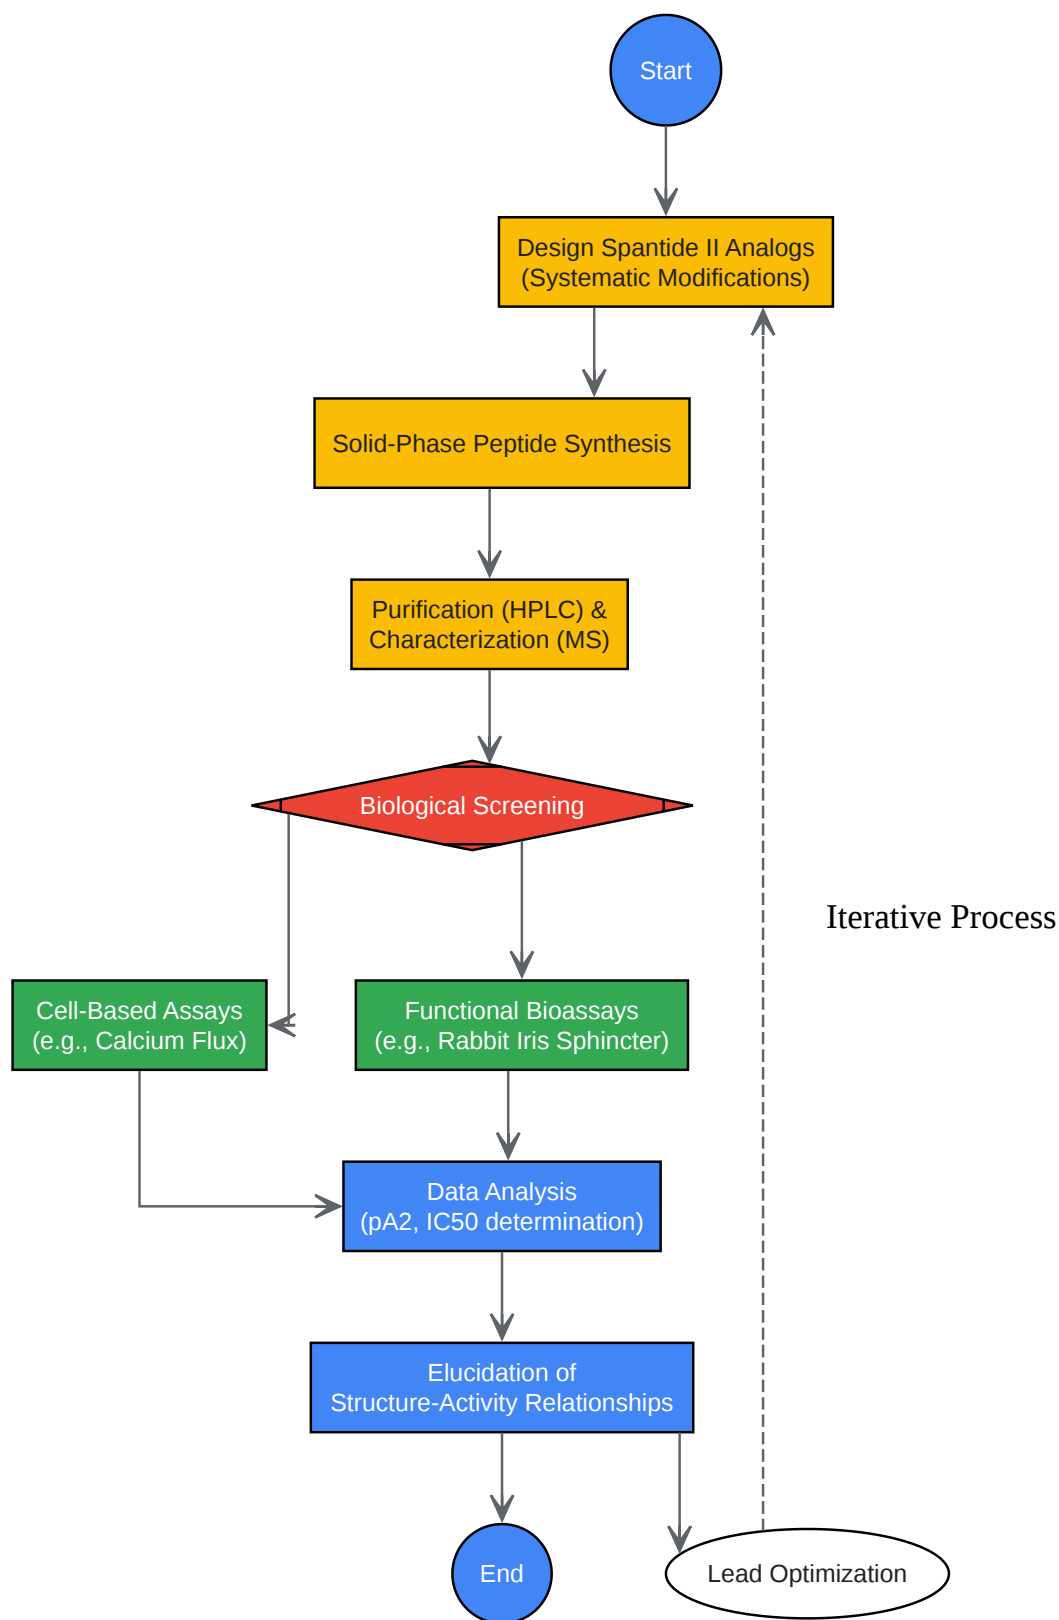 Start
Design Spantide II Analogs
(Systematic Modifications)
Solid-Phase Peptide Synthesis
Purification (HPLC) &
Characterization (MS)
Biological Screening
Iterative Process
Cell-Based Assays
(e.g., Calcium Flux)
Functional Bioassays
(e.g., Rabbit Iris Sphincter)
Data Analysis
(pA2, IC50 determination)
Elucidation of
Structure-Activity Relationships
End
Lead Optimization